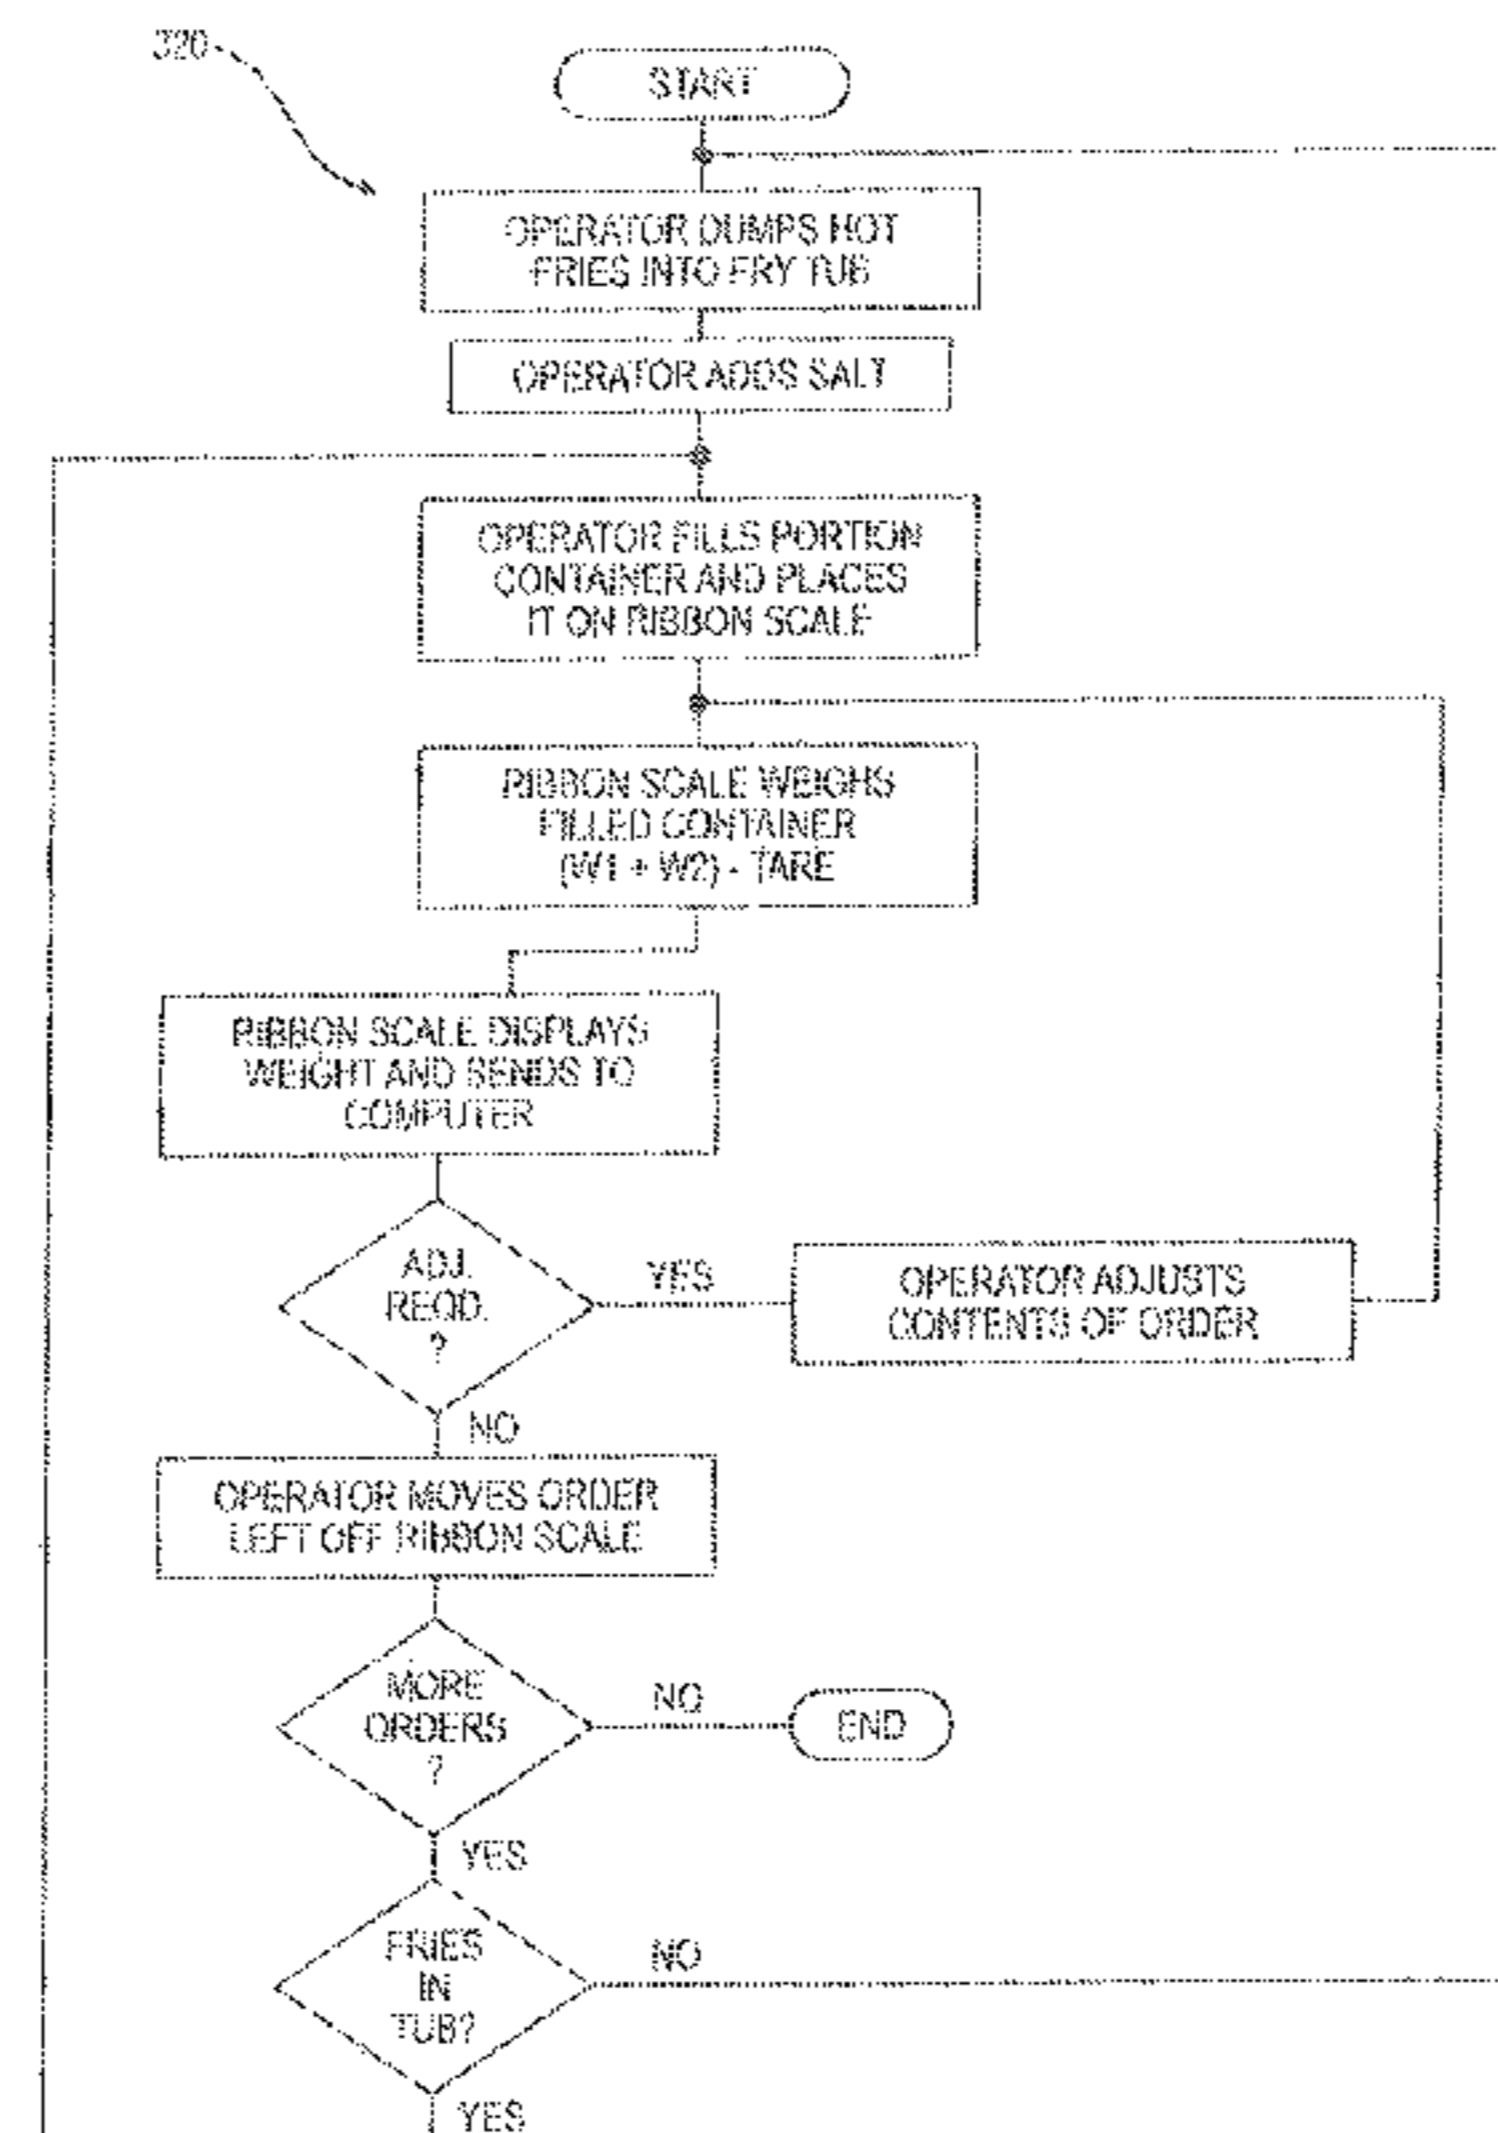 320
START
OPERATOR DUMPS HOT
FRIES INTO FRY TUB
OPERATOR ADDS SALT
OPERATOR FILLS PORTION
CONTAINER AND PLACES
IT ON RIBBON SCALE
RIBBON SCALE WEIGHS
FILLED CONTAINER
(W1 + W2) - TARE
RIBBON SCALE DISPLAYS
WEIGHT AND SENDS TO
COMPUTER
ADJ.
REQD.
?
YES
OPERATOR ADJUSTS
CONTENTS OF ORDER
NO
OPERATOR MOVES ORDER
LEFT OFF RIBBON SCALE
MORE
ORDERS
?
NO
END
YES
FRIES
IN
TUB?
NO
YES